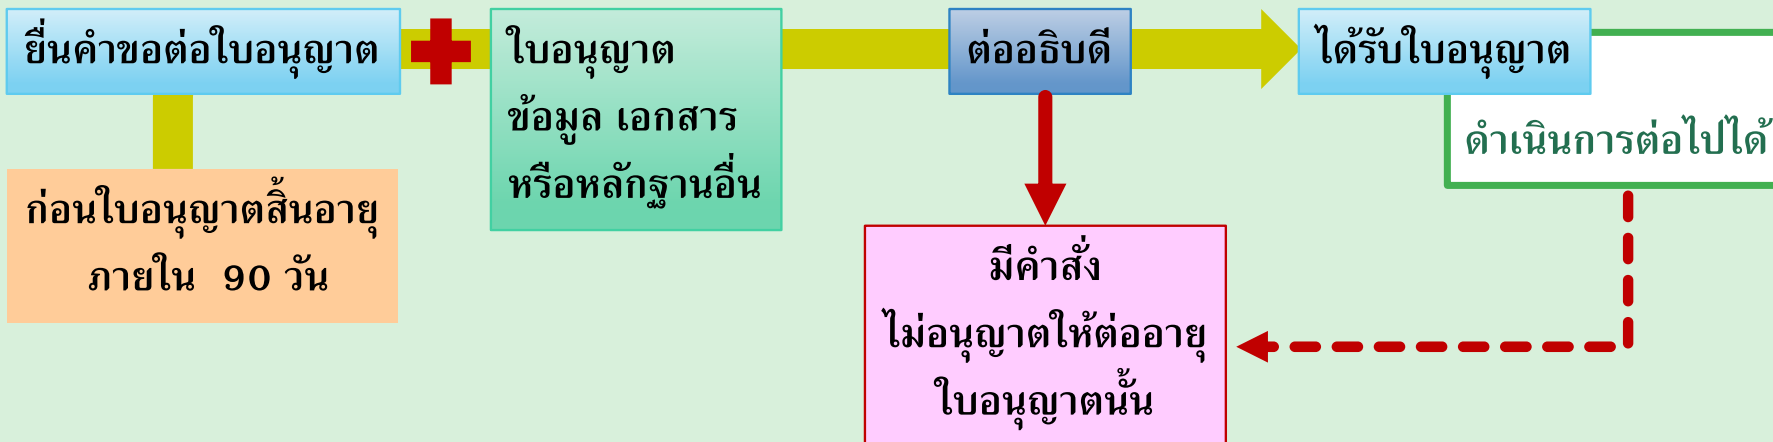 ยื่นคำขอต่อใบอนุญาต
ก่อนใบอนุญาตสิ้นอายุ
ภายใน 90 วัน
ใบอนุญาต
ข้อมูล เอกสาร
หรือหลักฐานอื่น
ต่ออธิบดี
มีคำสั่ง
ไม่อนุญาตให้ต่ออายุ
ใบอนุญาตนั้น
ได้รับใบอนุญาต
ดำเนินการต่อไปได้